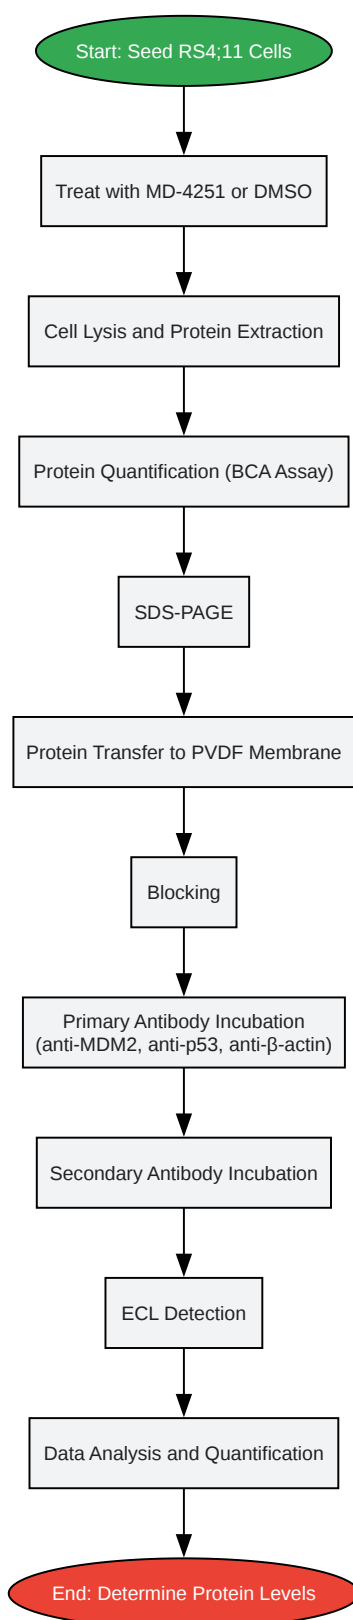 Start: Seed RS4;11 Cells
Treat with MD-4251 or DMSO
Cell Lysis and Protein Extraction
Protein Quantification (BCA Assay)
SDS-PAGE
Protein Transfer to PVDF Membrane
Blocking
Primary Antibody Incubation
(anti-MDM2, anti-p53, anti-β-actin)
Secondary Antibody Incubation
ECL Detection
Data Analysis and Quantification
End: Determine Protein Levels